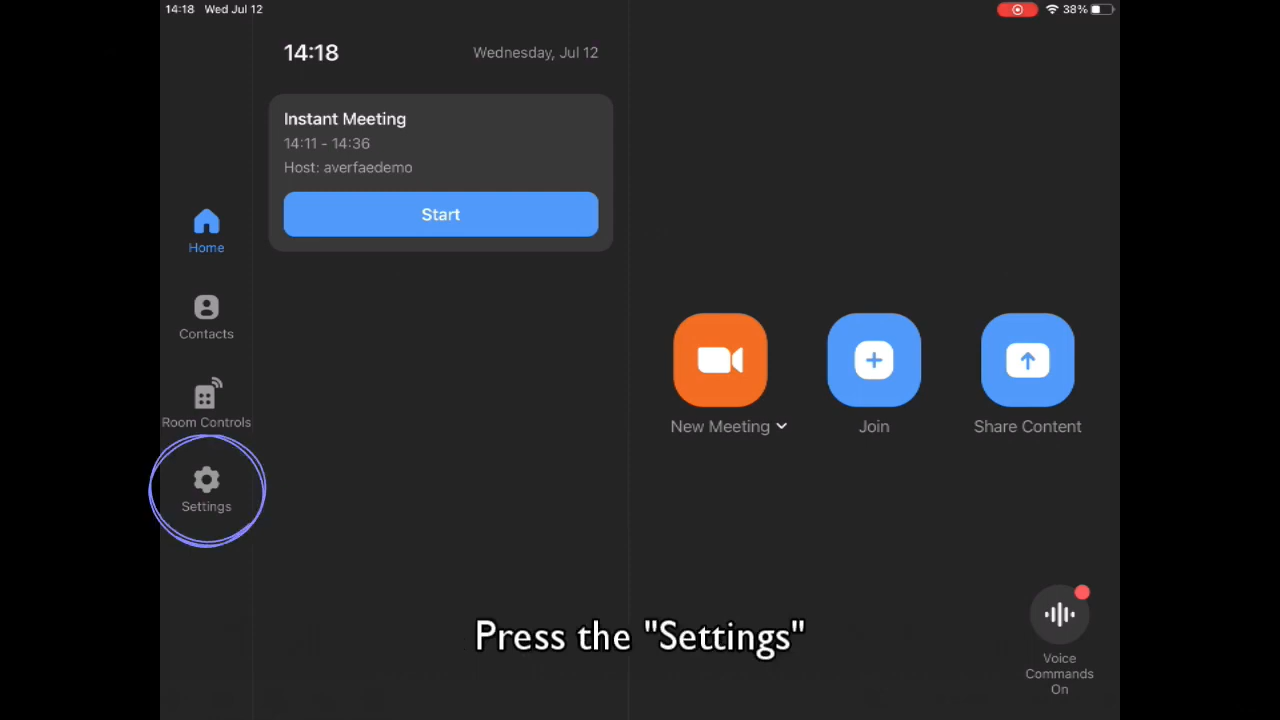 14:18 Wed Jul 12
38%
14:18
Wednesday, Jul 12
Instant Meeting
14:11 - 14:36
Host: averfaedemo
Start
Home
Contacts
Room Controls
Settings
New Meeting
Join
Share Content
Voice
Commands
On
Press the "Settings"